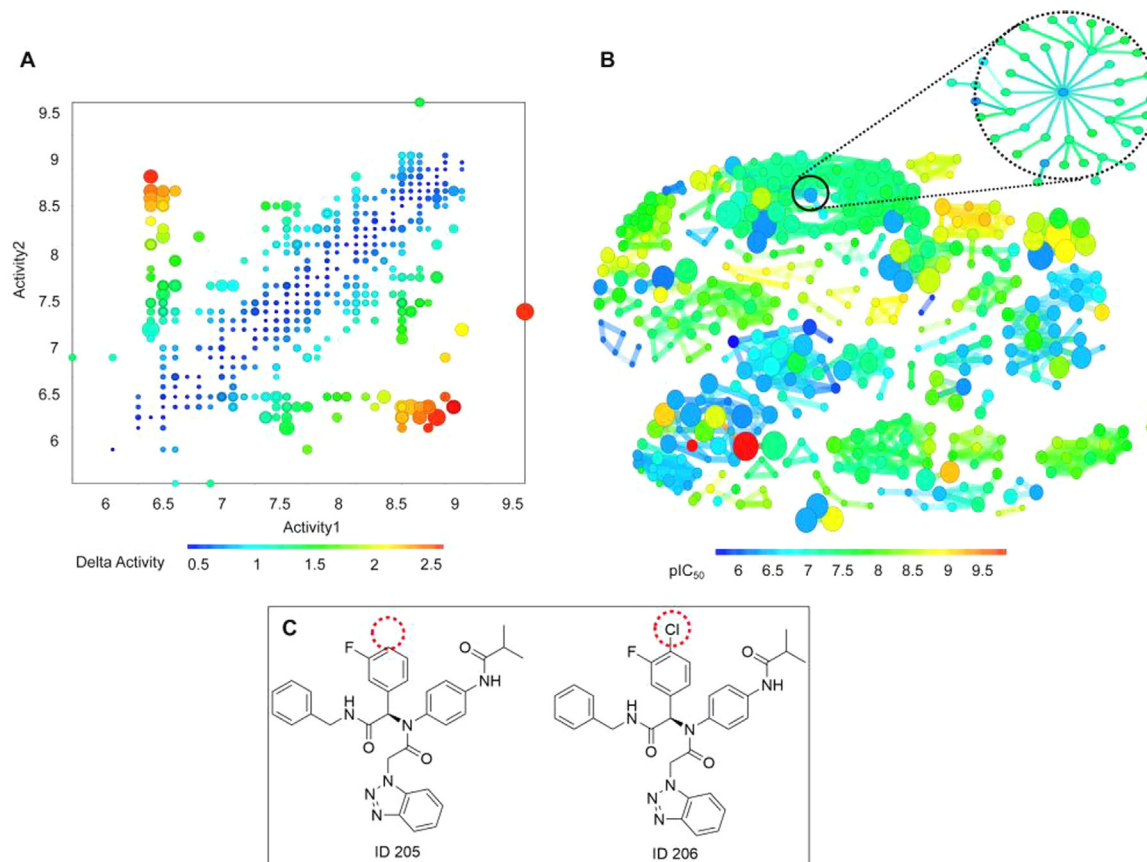 A
B
9.5
9
8.5
8
7.5
7
6.5
6
Activity2
6 6.5 7 7.5 8 8.5 9 9.5
Activity1
Delta Activity 0.5 1 1.5 2 2.5
pIC50 6 6.5 7 7.5 8 8.5 9 9.5
C
Cl
F
O
NH
H
N
O
N
O
N
N
N
ID 205
F
O
NH
H
N
O
N
O
N
N
N
ID 206